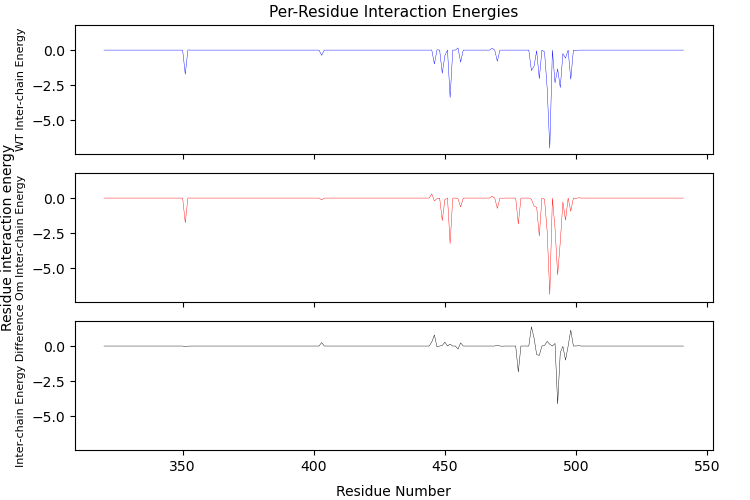 Per-Residue Interaction Energies
Residue interaction energy
WT Inter-chain Energy
0.0
−2.5
−5.0
Om Inter-chain Energy
0.0
−2.5
−5.0
Inter-chain Energy Difference
0.0
−2.5
−5.0
350
400
450
500
550
Residue Number